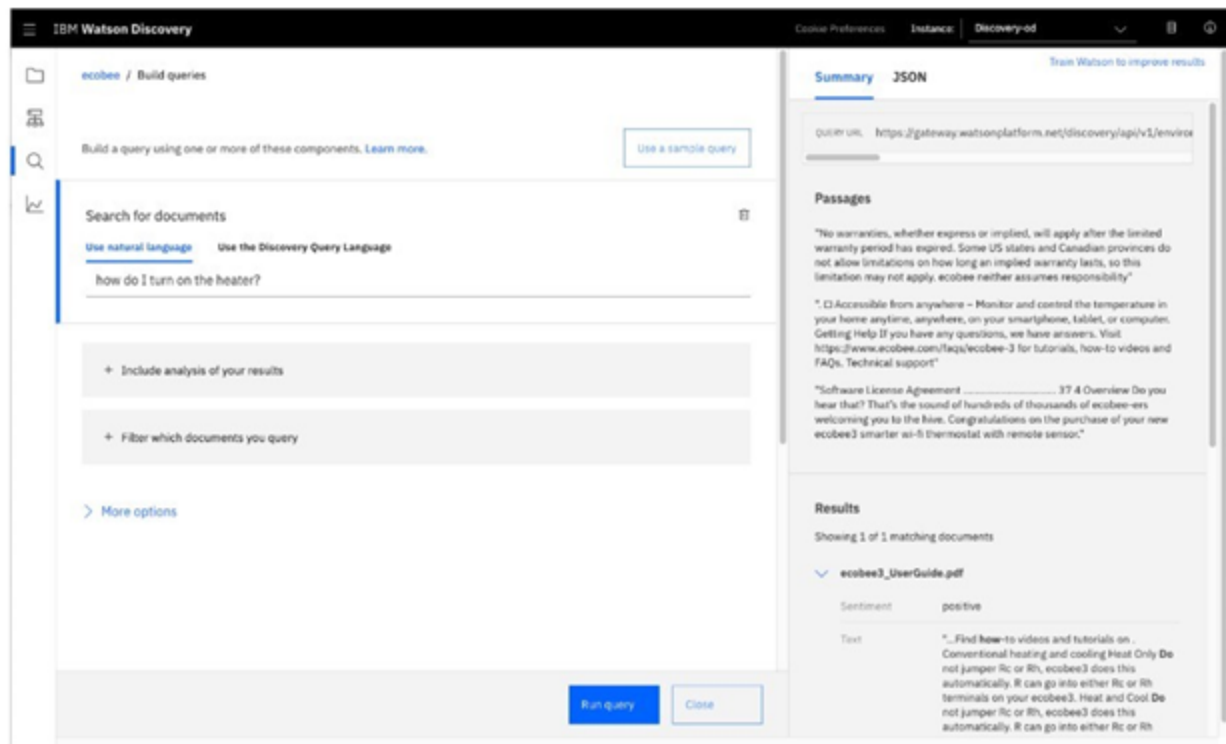 IBM Watson Discovery
Cookie Preferences
Instance:
Discovery-od
ecobee / Build queries
Build a query using one or more of these components. Learn more.
Use a sample query
Search for documents
Use natural language
Use the Discovery Query Language
how do I turn on the heater?
+ Include analysis of your results
+ Filter which documents you query
More options
Run query
Close
Train Watson to improve results
Summary
JSON
QUERY URL https://gateway.watsonplatform.net/discovery/api/v1/environ
Passages
"No warranties, whether express or implied, will apply after the limited
warranty period has expired. Some US states and Canadian provinces do
not allow limitations on how long an implied warranty lasts, so this
limitation may not apply. ecobee neither assumes responsibility"
". □ Accessible from anywhere – Monitor and control the temperature in
your home anytime, anywhere, on your smartphone, tablet, or computer.
Getting Help If you have any questions, we have answers. Visit
https://www.ecobee.com/faqs/ecobee-3 for tutorials, how-to videos and
FAQs. Technical support"
"Software License Agreement .............................. 37 4 Overview Do you
hear that? That's the sound of hundreds of thousands of ecobee-ers
welcoming you to the hive. Congratulations on the purchase of your new
ecobee3 smarter wi-fi thermostat with remote sensor."
Results
Showing 1 of 1 matching documents
ecobee3_UserGuide.pdf
Sentiment positive
Text "...Find how-to videos and tutorials on .
Conventional heating and cooling Heat Only Do
not jumper Rc or Rh, ecobee3 does this
automatically. R can go into either Rc or Rh
terminals on your ecobee3. Heat and Cool Do
not jumper Rc or Rh, ecobee3 does this
automatically. R can go into either Rc or Rh